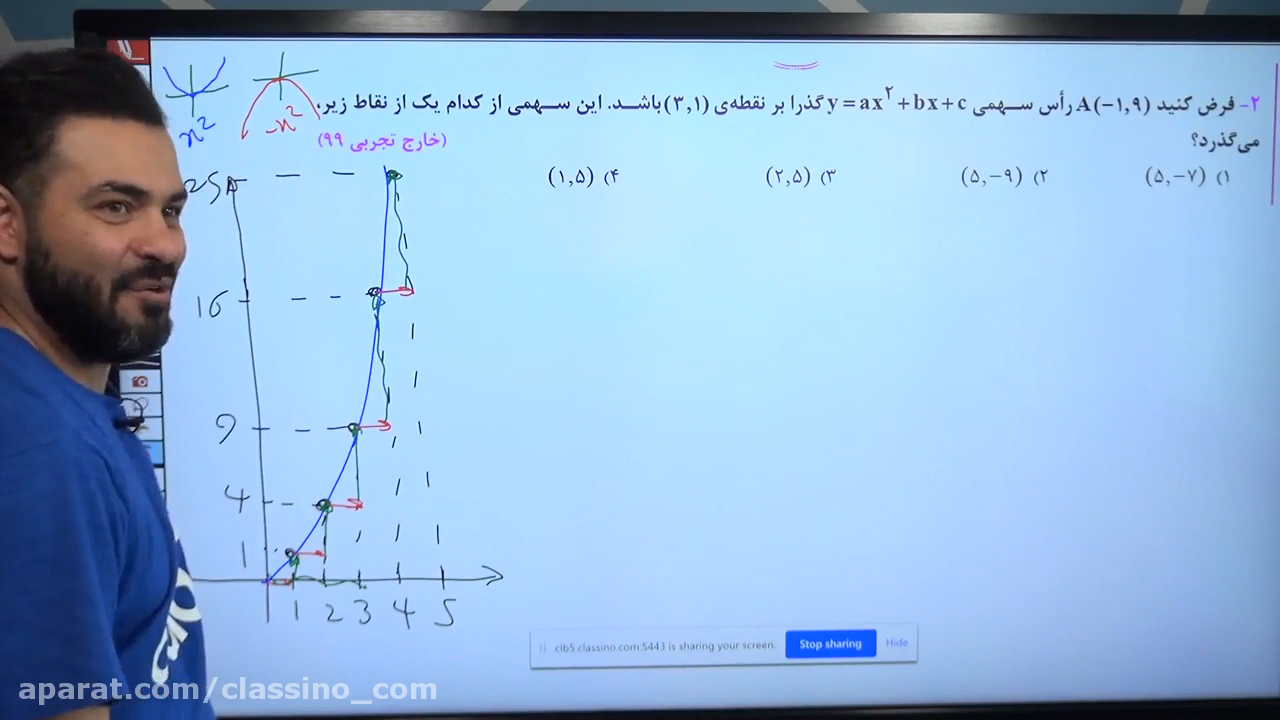 ۲- فرض کنید A(−۱,۹) رأس سهمی y = ax² + bx + c گذرا بر نقطه‌ی (۳,۱) باشد. این سهمی از کدام یک از نقاط زیر،
می‌گذرد؟ (خارج تجربی ۹۹)
۱) (۵,−۷) ۲) (۵,−۹) ۳) (۲,۵) ۴) (۱,۵)
x² -x²
25
16
9
4
1
1 2 3 4 5
clb5.classino.com:5443 is sharing your screen. Stop sharing Hide
aparat.com/classino_com